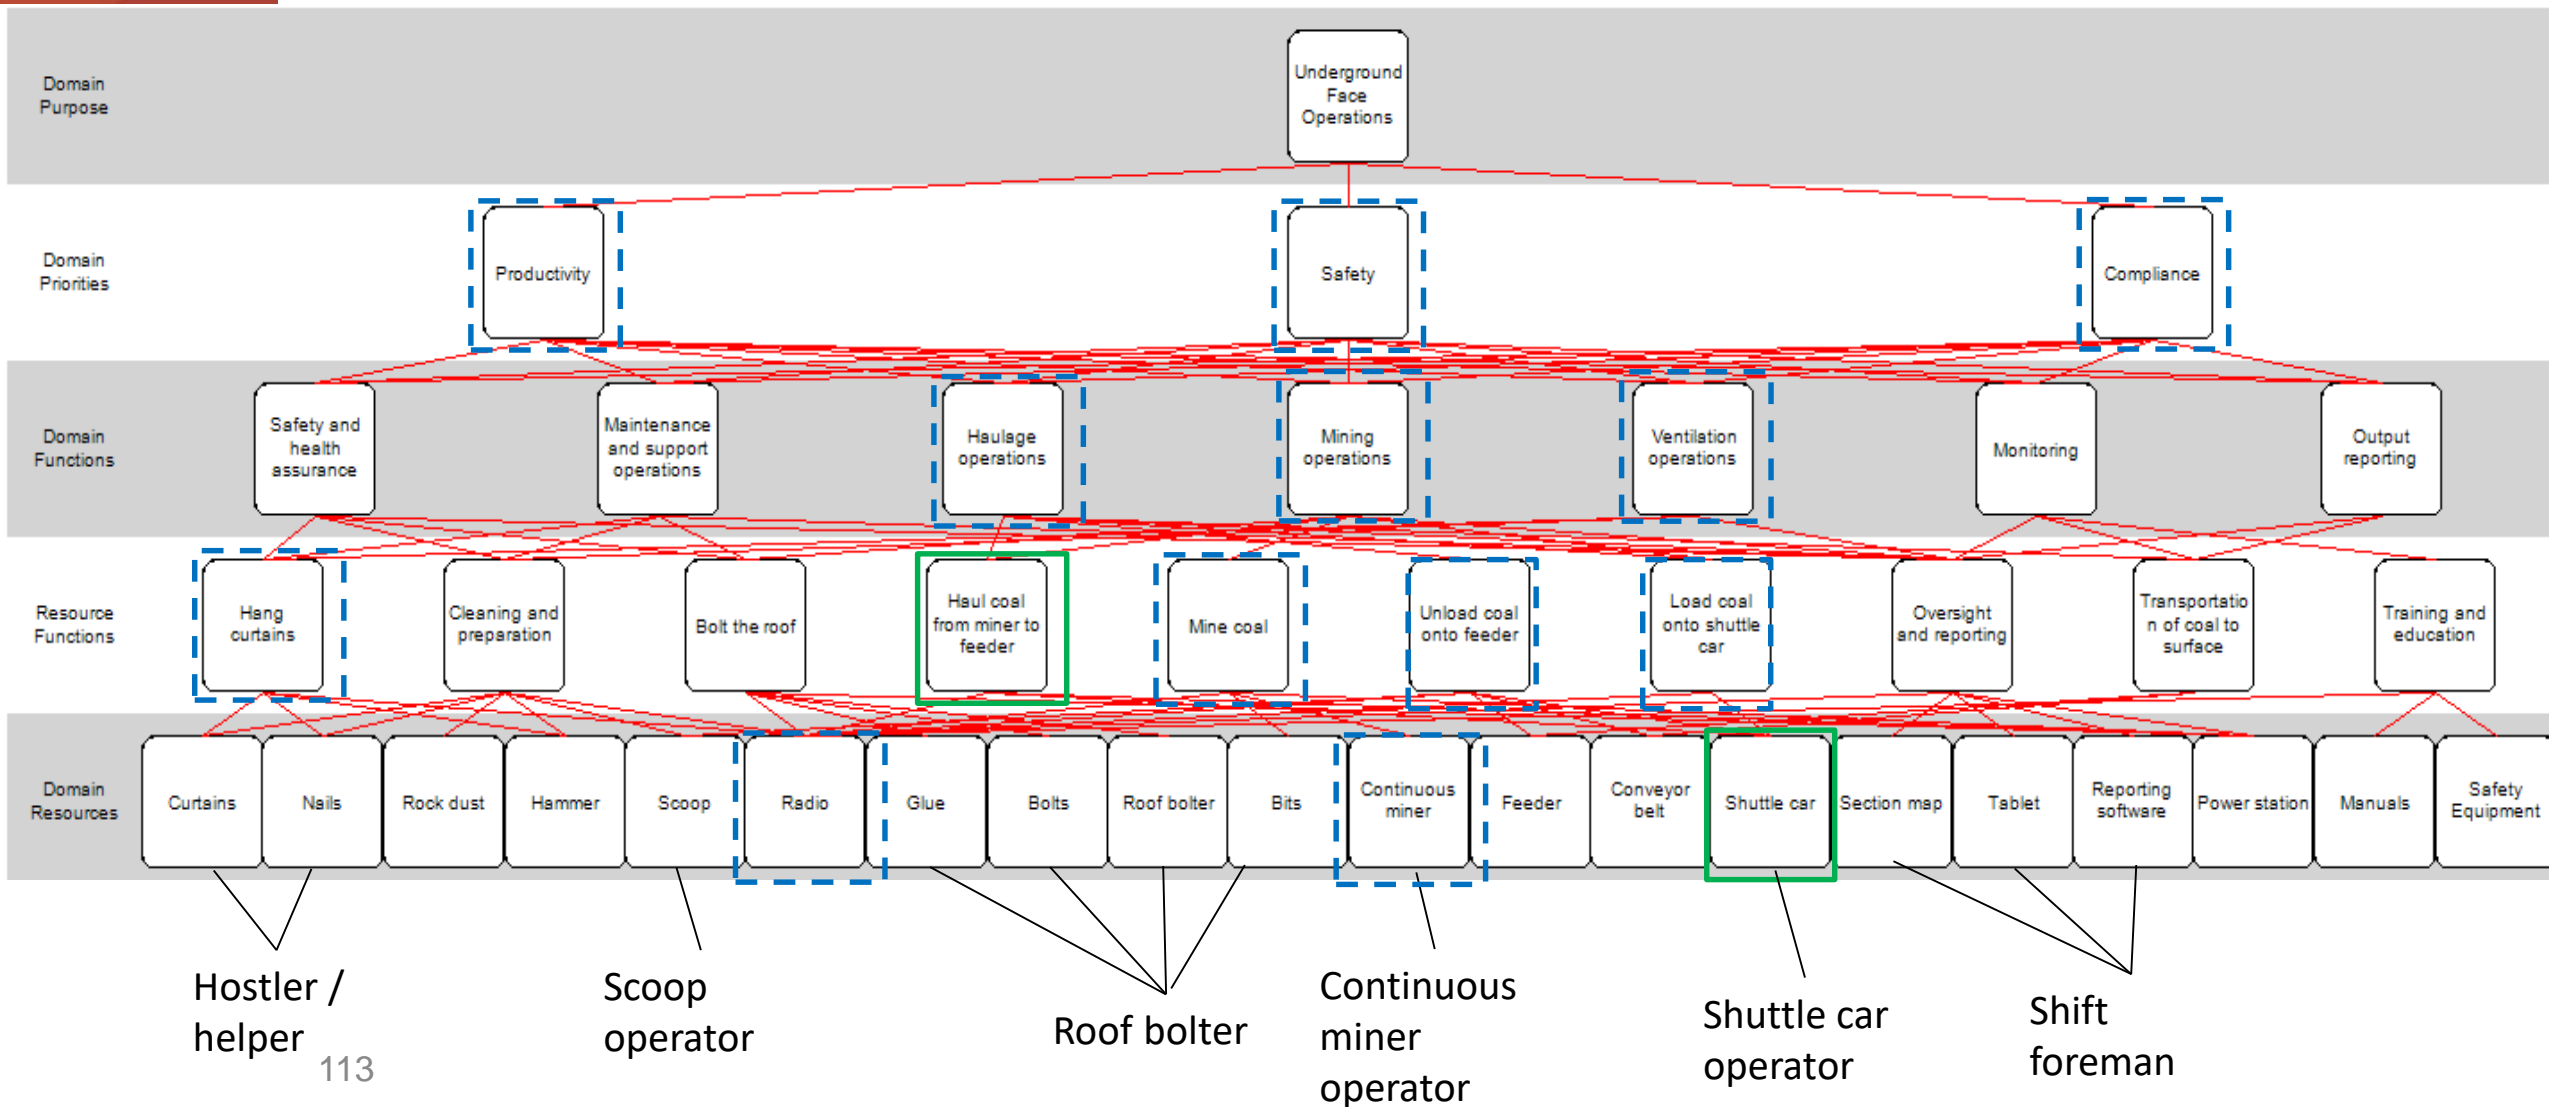 Domain
Purpose
Underground
Face
Operations
Domain
Priorities
Productivity
Safety
Compliance
Domain
Functions
Safety and
health
assurance
Maintenance
and support
operations
Haulage
operations
Mining
operations
Ventilation
operations
Monitoring
Output
reporting
Resource
Functions
Hang
curtains
Cleaning and
preparation
Bolt the roof
Haul coal
from miner to
feeder
Mine coal
Unload coal
onto feeder
Load coal
onto shuttle
car
Oversight
and reporting
Transportatio
n of coal to
surface
Training and
education
Domain
Resources
Curtains
Nails
Rock dust
Hammer
Scoop
Radio
Glue
Bolts
Roof bolter
Bits
Continuous
miner
Feeder
Conveyor
belt
Shuttle car
Section map
Tablet
Reporting
software
Power station
Manuals
Safety
Equipment
Hostler /
helper
Scoop
operator
Roof bolter
Continuous
miner
operator
Shuttle car
operator
Shift
foreman
113